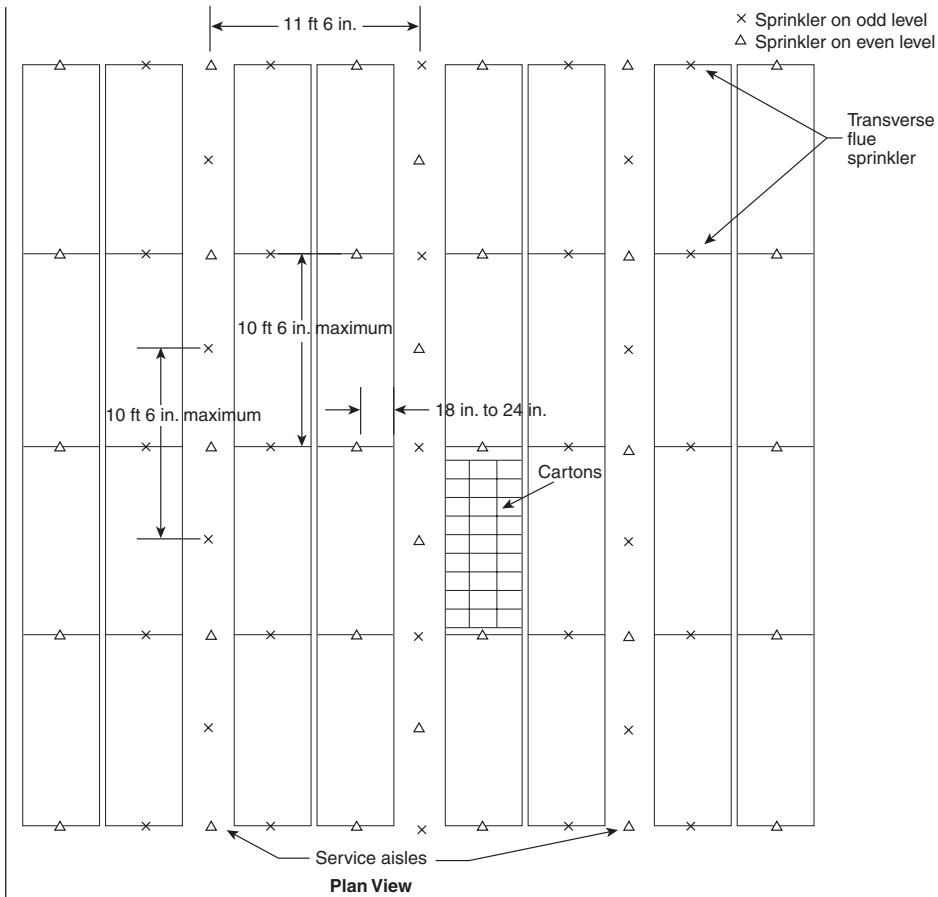 11 ft 6 in.
× Sprinkler on odd level
△ Sprinkler on even level
Transverse
flue
sprinkler
10 ft 6 in. maximum
10 ft 6 in. maximum
18 in. to 24 in.
Cartons
Service aisles
Plan View